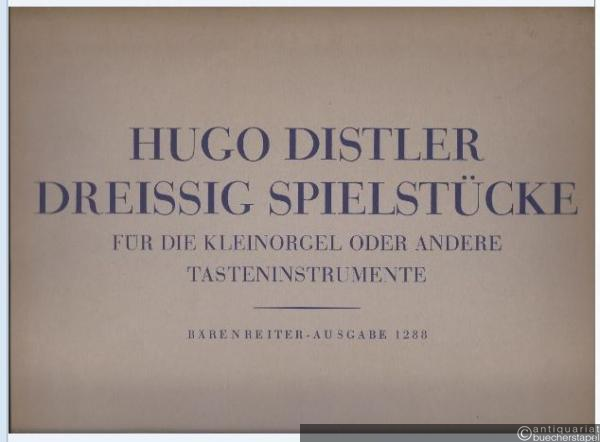 HUGO DISTLER
DREISSIG SPIELSTÜCKE
FÜR DIE KLEINORGEL ODER ANDERE
TASTENINSTRUMENTE
BÄRENREITER-AUSGABE 1288
antiquariat
buecherstapel